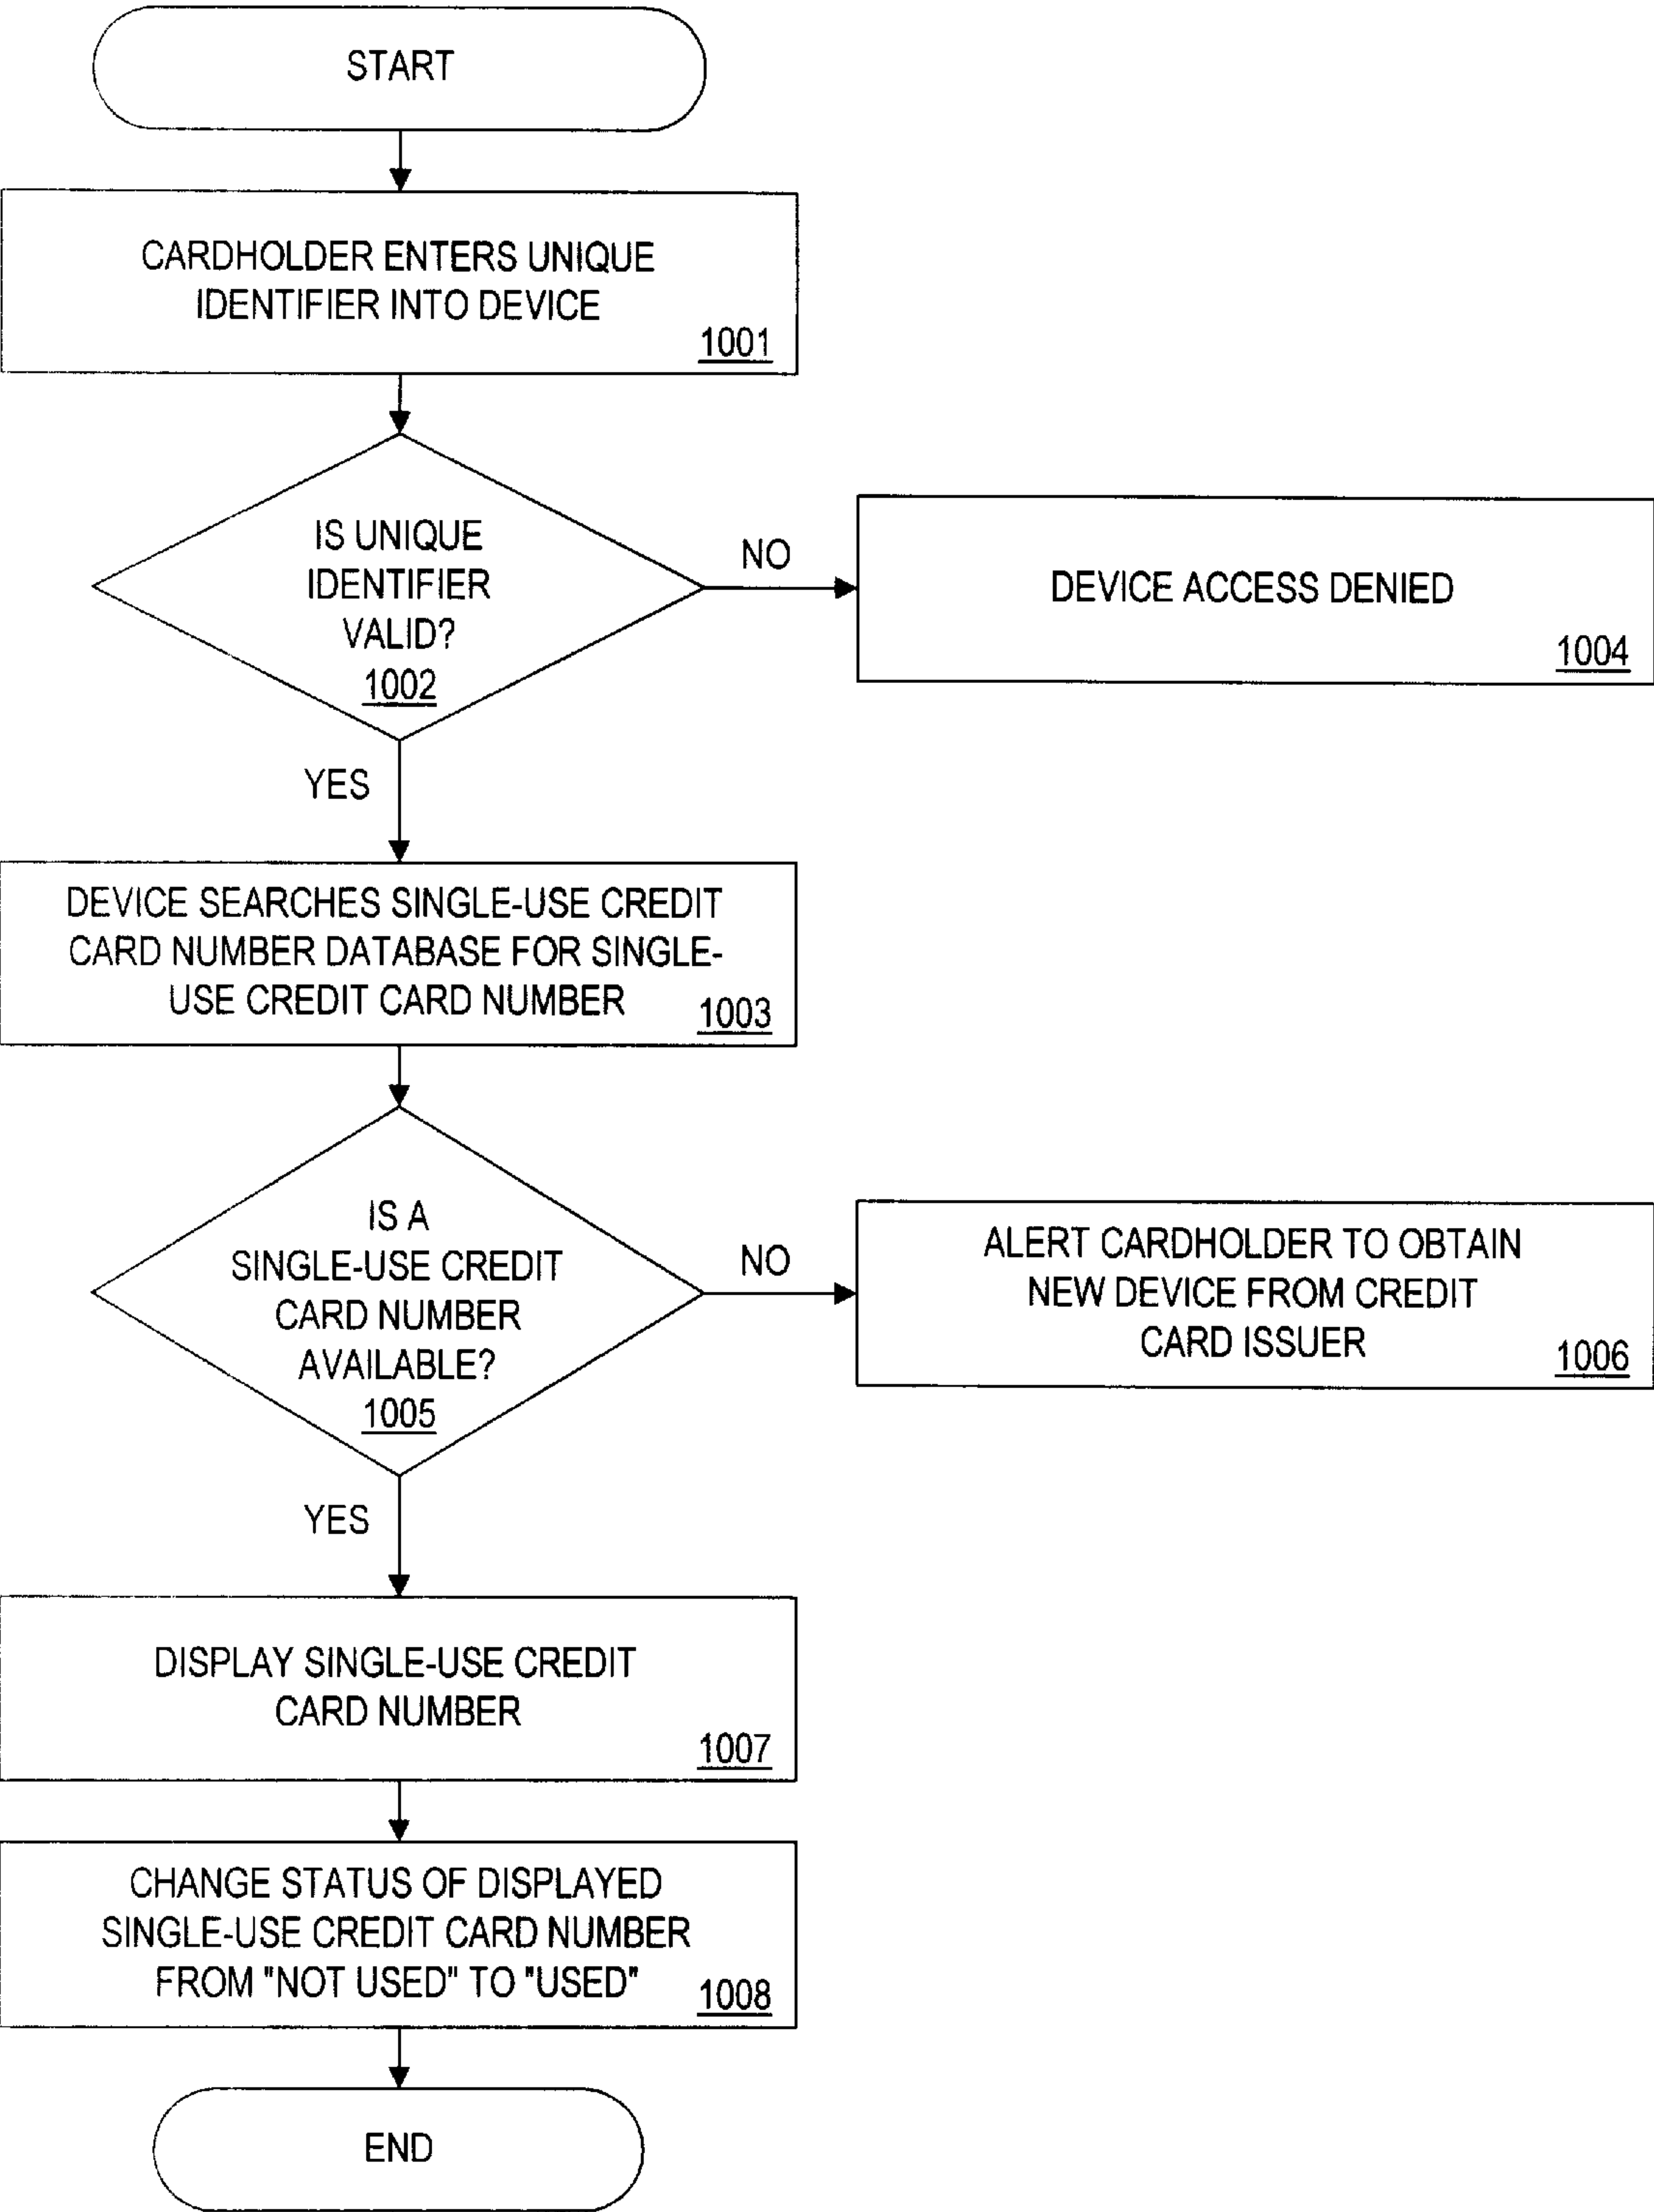 START
CARDHOLDER ENTERS UNIQUE
IDENTIFIER INTO DEVICE
1001
IS UNIQUE
IDENTIFIER
VALID?
1002
NO
DEVICE ACCESS DENIED
1004
YES
DEVICE SEARCHES SINGLE-USE CREDIT
CARD NUMBER DATABASE FOR SINGLE-
USE CREDIT CARD NUMBER
1003
IS A
SINGLE-USE CREDIT
CARD NUMBER
AVAILABLE?
1005
NO
ALERT CARDHOLDER TO OBTAIN
NEW DEVICE FROM CREDIT
CARD ISSUER
1006
YES
DISPLAY SINGLE-USE CREDIT
CARD NUMBER
1007
CHANGE STATUS OF DISPLAYED
SINGLE-USE CREDIT CARD NUMBER
FROM "NOT USED" TO "USED"
1008
END